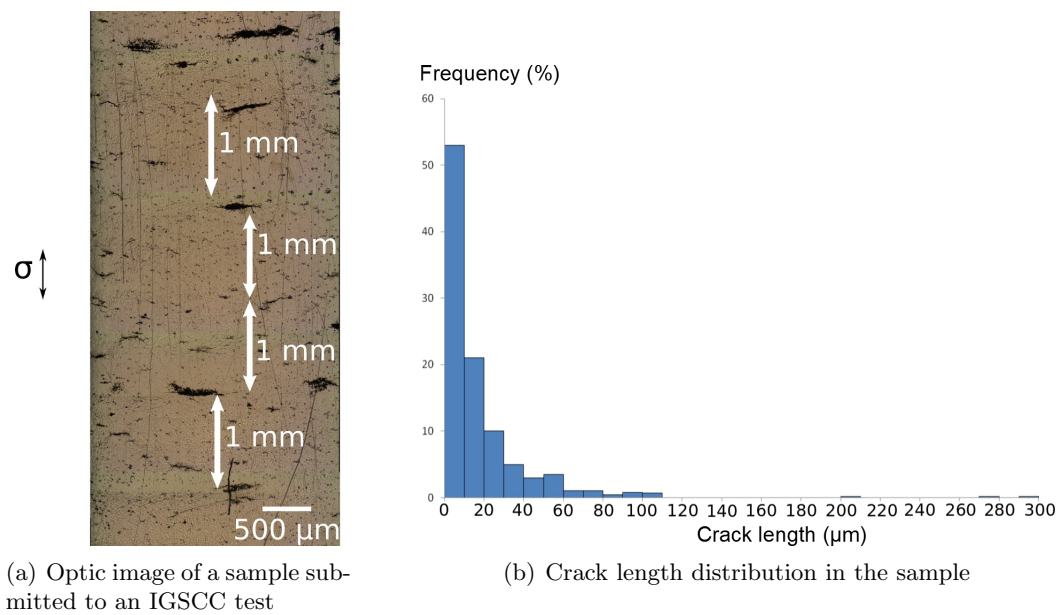 1 mm
1 mm
σ
1 mm
1 mm
500 µm
(a) Optic image of a sample sub-
mitted to an IGSCC test
Frequency (%)
60
50
40
30
20
10
0
0 20 40 60 80 100 120 140 160 180 200 220 240 260 280 300
Crack length (µm)
(b) Crack length distribution in the sample